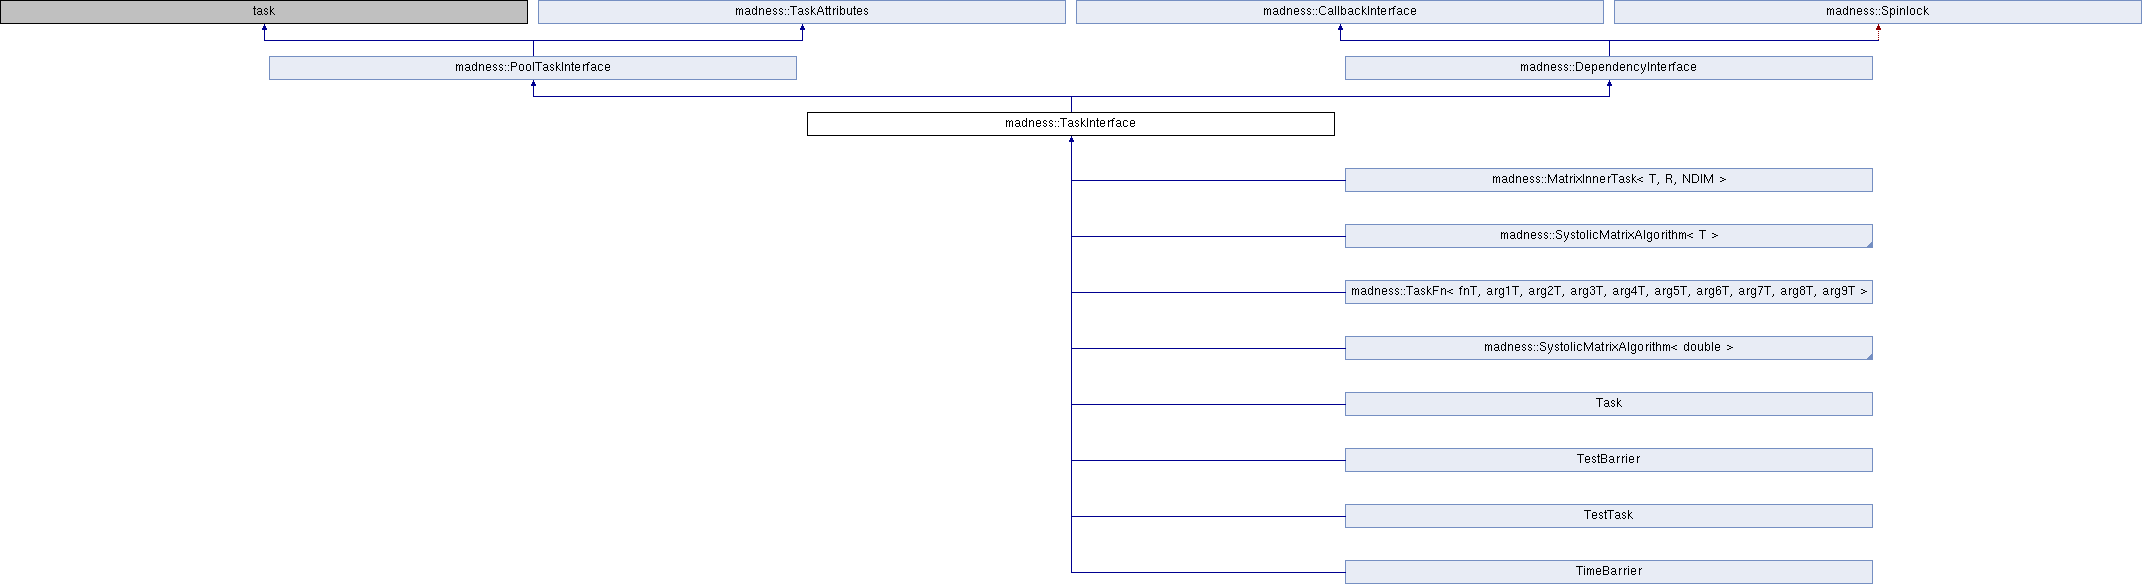 task
madness::TaskAttributes
madness::CallbackInterface
madness::Spinlock
madness::PoolTaskInterface
madness::DependencyInterface
madness::TaskInterface
madness::MatrixInnerTask< T, R, NDIM >
madness::SystolicMatrixAlgorithm< T >
madness::TaskFn< fnT, arg1T, arg2T, arg3T, arg4T, arg5T, arg6T, arg7T, arg8T, arg9T >
madness::SystolicMatrixAlgorithm< double >
Task
TestBarrier
TestTask
TimeBarrier